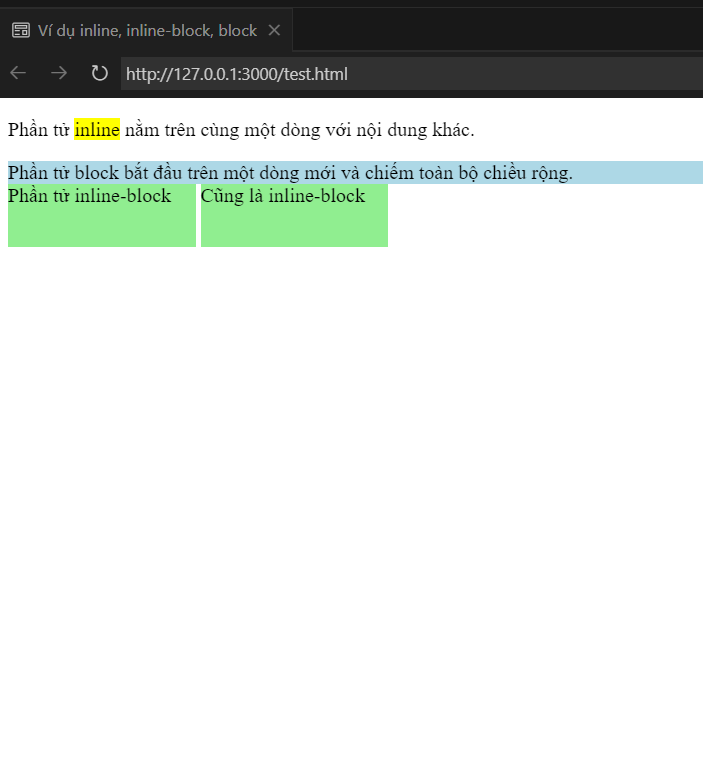 Ví dụ inline, inline-block, block
http://127.0.0.1:3000/test.html
Phần tử inline nằm trên cùng một dòng với nội dung khác.
Phần tử block bắt đầu trên một dòng mới và chiếm toàn bộ chiều rộng.
Phần tử inline-block Cũng là inline-block